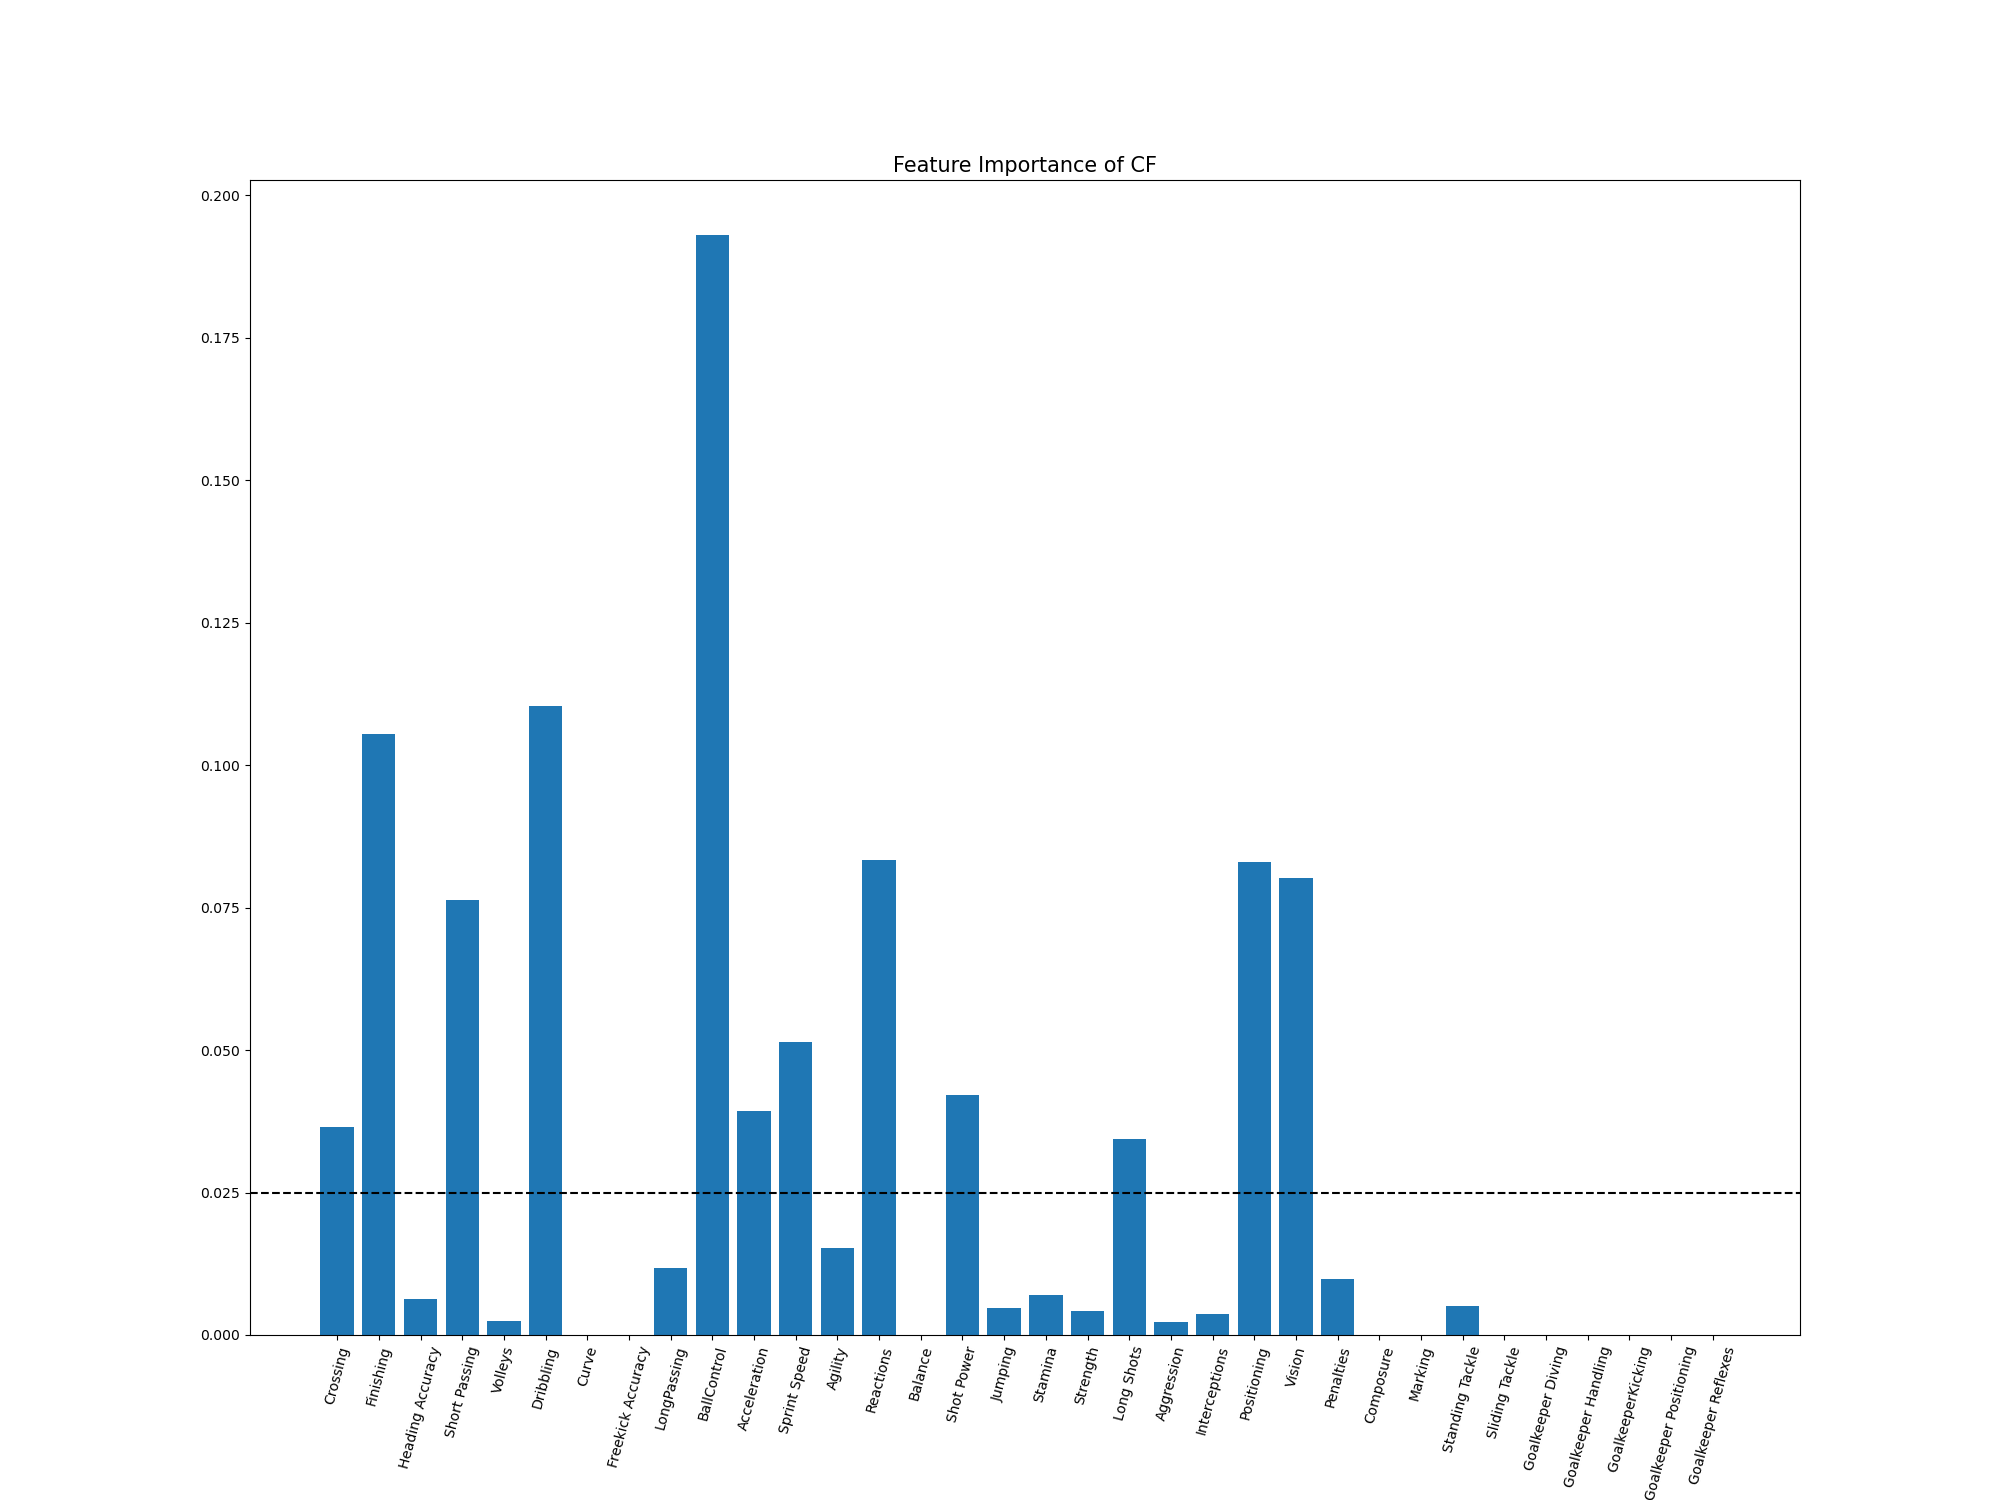 Feature Importance of CF
0.200
0.175
0.150
0.125
0.100
0.075
0.050
0.025
0.000
Crossing
Finishing
Heading Accuracy
Short Passing
Volleys
Dribbling
Curve
Freekick Accuracy
LongPassing
BallControl
Acceleration
Sprint Speed
Agility
Reactions
Balance
Shot Power
Jumping
Stamina
Strength
Long Shots
Aggression
Interceptions
Positioning
Vision
Penalties
Composure
Marking
Standing Tackle
Sliding Tackle
Goalkeeper Diving
Goalkeeper Handling
GoalkeeperKicking
Goalkeeper Positioning
Goalkeeper Reflexes